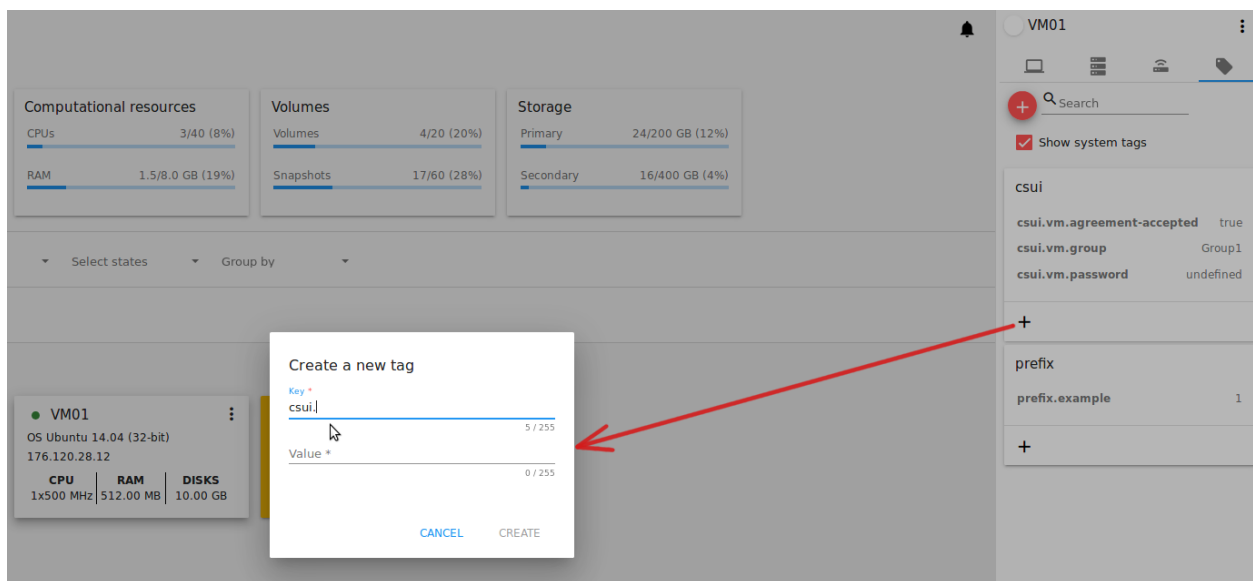 VM01
Search
Show system tags
Computational resources
CPUs 3/40 (8%)
RAM 1.5/8.0 GB (19%)
Volumes
Volumes 4/20 (20%)
Snapshots 17/60 (28%)
Storage
Primary 24/200 GB (12%)
Secondary 16/400 GB (4%)
Select states Group by
csui
csui.vm.agreement-accepted true
csui.vm.group Group1
csui.vm.password undefined
+
prefix
prefix.example 1
+
Create a new tag
Key *
csui.
5 / 255
Value *
0 / 255
CANCEL CREATE
VM01
OS Ubuntu 14.04 (32-bit)
176.120.28.12
CPU RAM DISKS
1x500 MHz 512.00 MB 10.00 GB